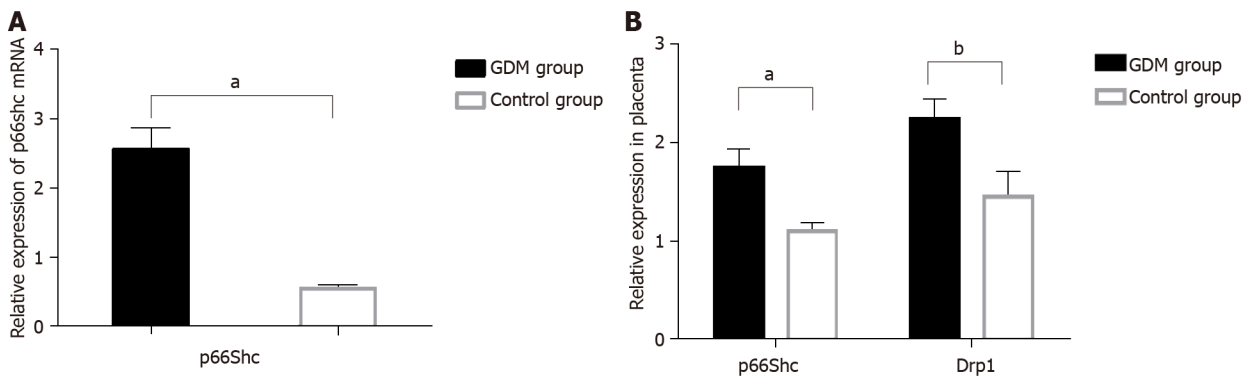 A
Relative expression of p66shc mRNA
4
3
2
1
0
a
p66Shc
GDM group
Control group
B
Relative expression in placenta
3
2
1
0
a
b
p66Shc
Drp1
GDM group
Control group